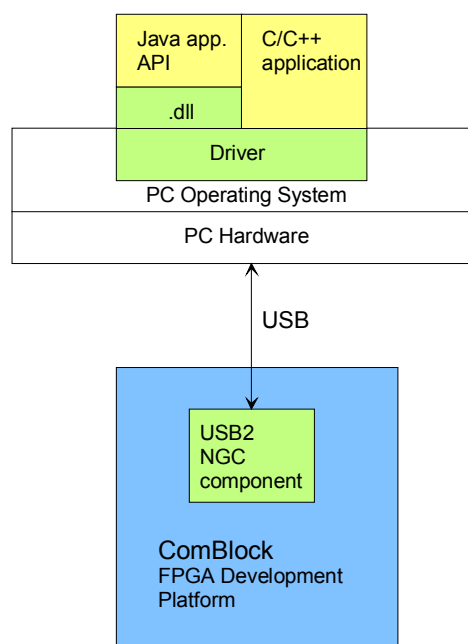 Java app.
API
C/C++
application
.dll
Driver
PC Operating System
PC Hardware
USB
USB2
NGC
component
ComBlock
FPGA Development
Platform